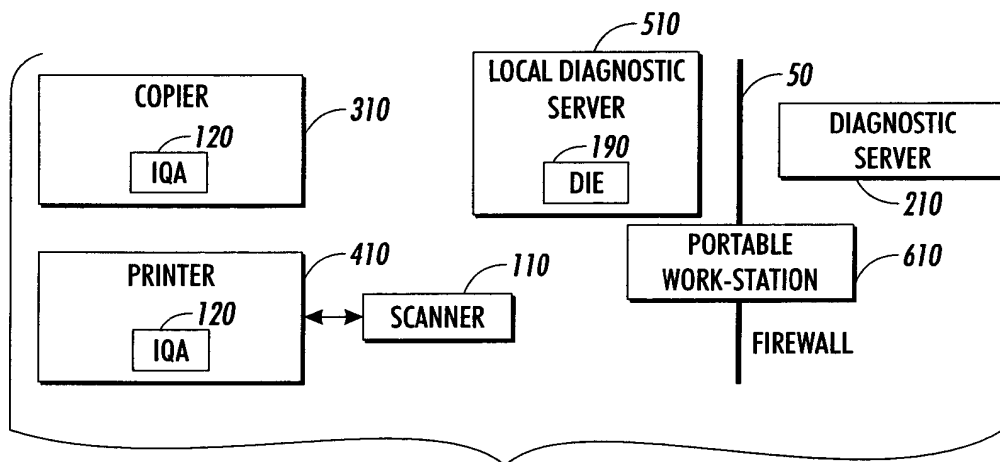 510
LOCAL DIAGNOSTIC
SERVER
190
DIE
50
COPIER
310
120
IQA
DIAGNOSTIC
SERVER
210
PRINTER
410
120
IQA
110
SCANNER
PORTABLE
WORK-STATION
610
FIREWALL